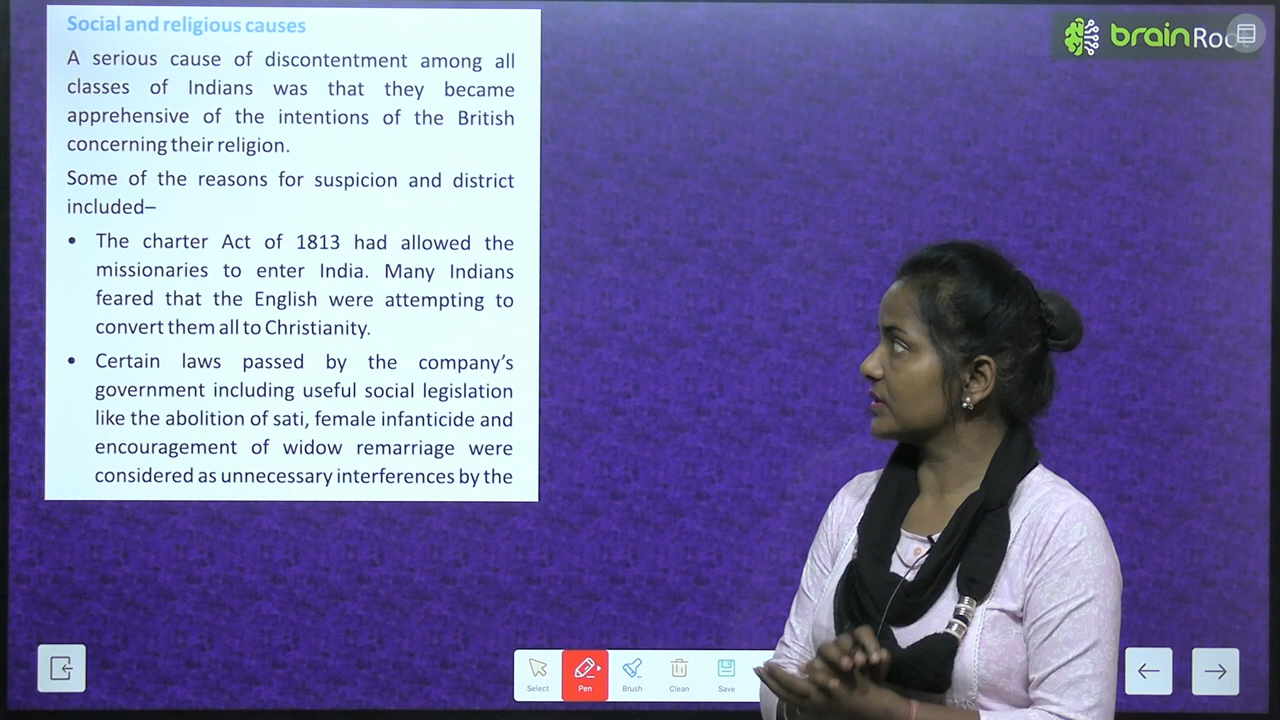 Social and religious causes
A serious cause of discontentment among all
classes of Indians was that they became
apprehensive of the intentions of the British
concerning their religion.
Some of the reasons for suspicion and district
included–
• The charter Act of 1813 had allowed the
missionaries to enter India. Many Indians
feared that the English were attempting to
convert them all to Christianity.
• Certain laws passed by the company's
government including useful social legislation
like the abolition of sati, female infanticide and
encouragement of widow remarriage were
considered as unnecessary interferences by the
brain
Select Pen Brush Clean Save